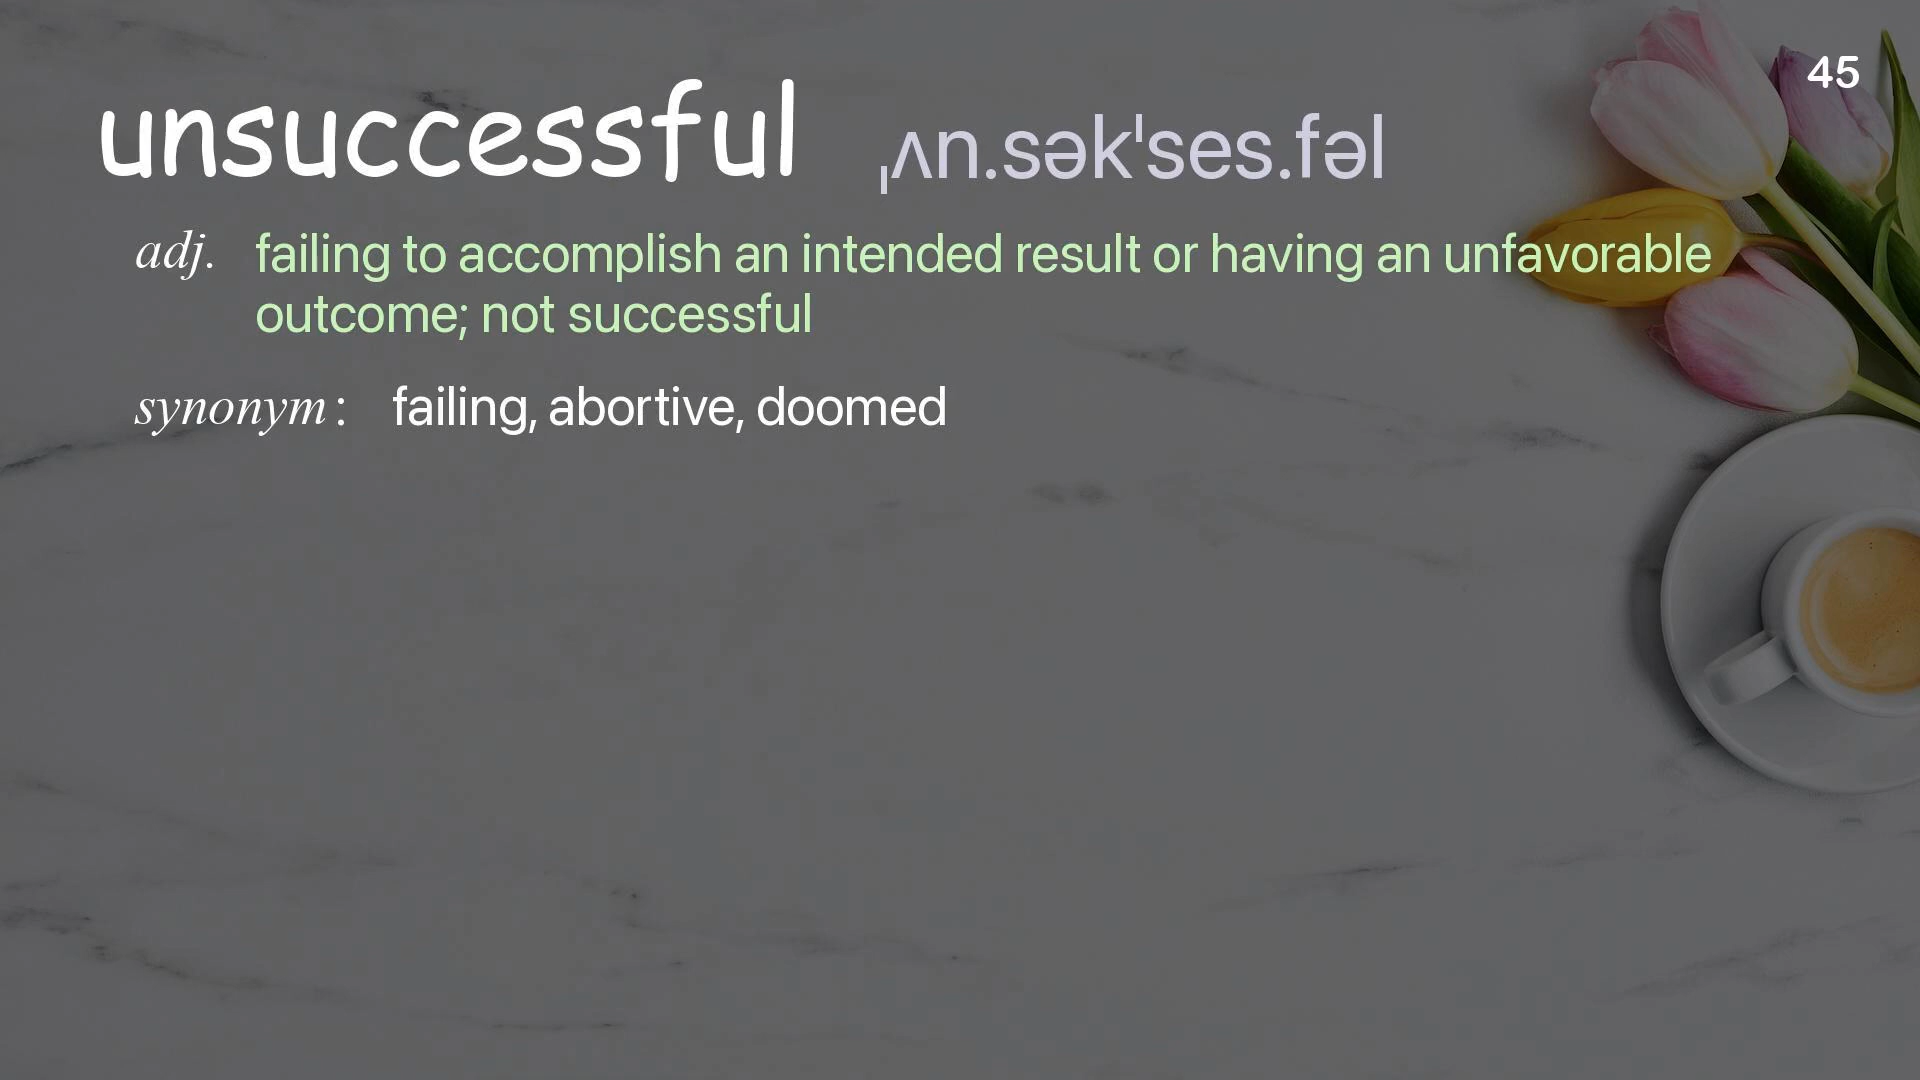 45
unsuccessful ˌʌn.səkˈses.fəl
adj. failing to accomplish an intended result or having an unfavorable
outcome; not successful
synonym: failing, abortive, doomed